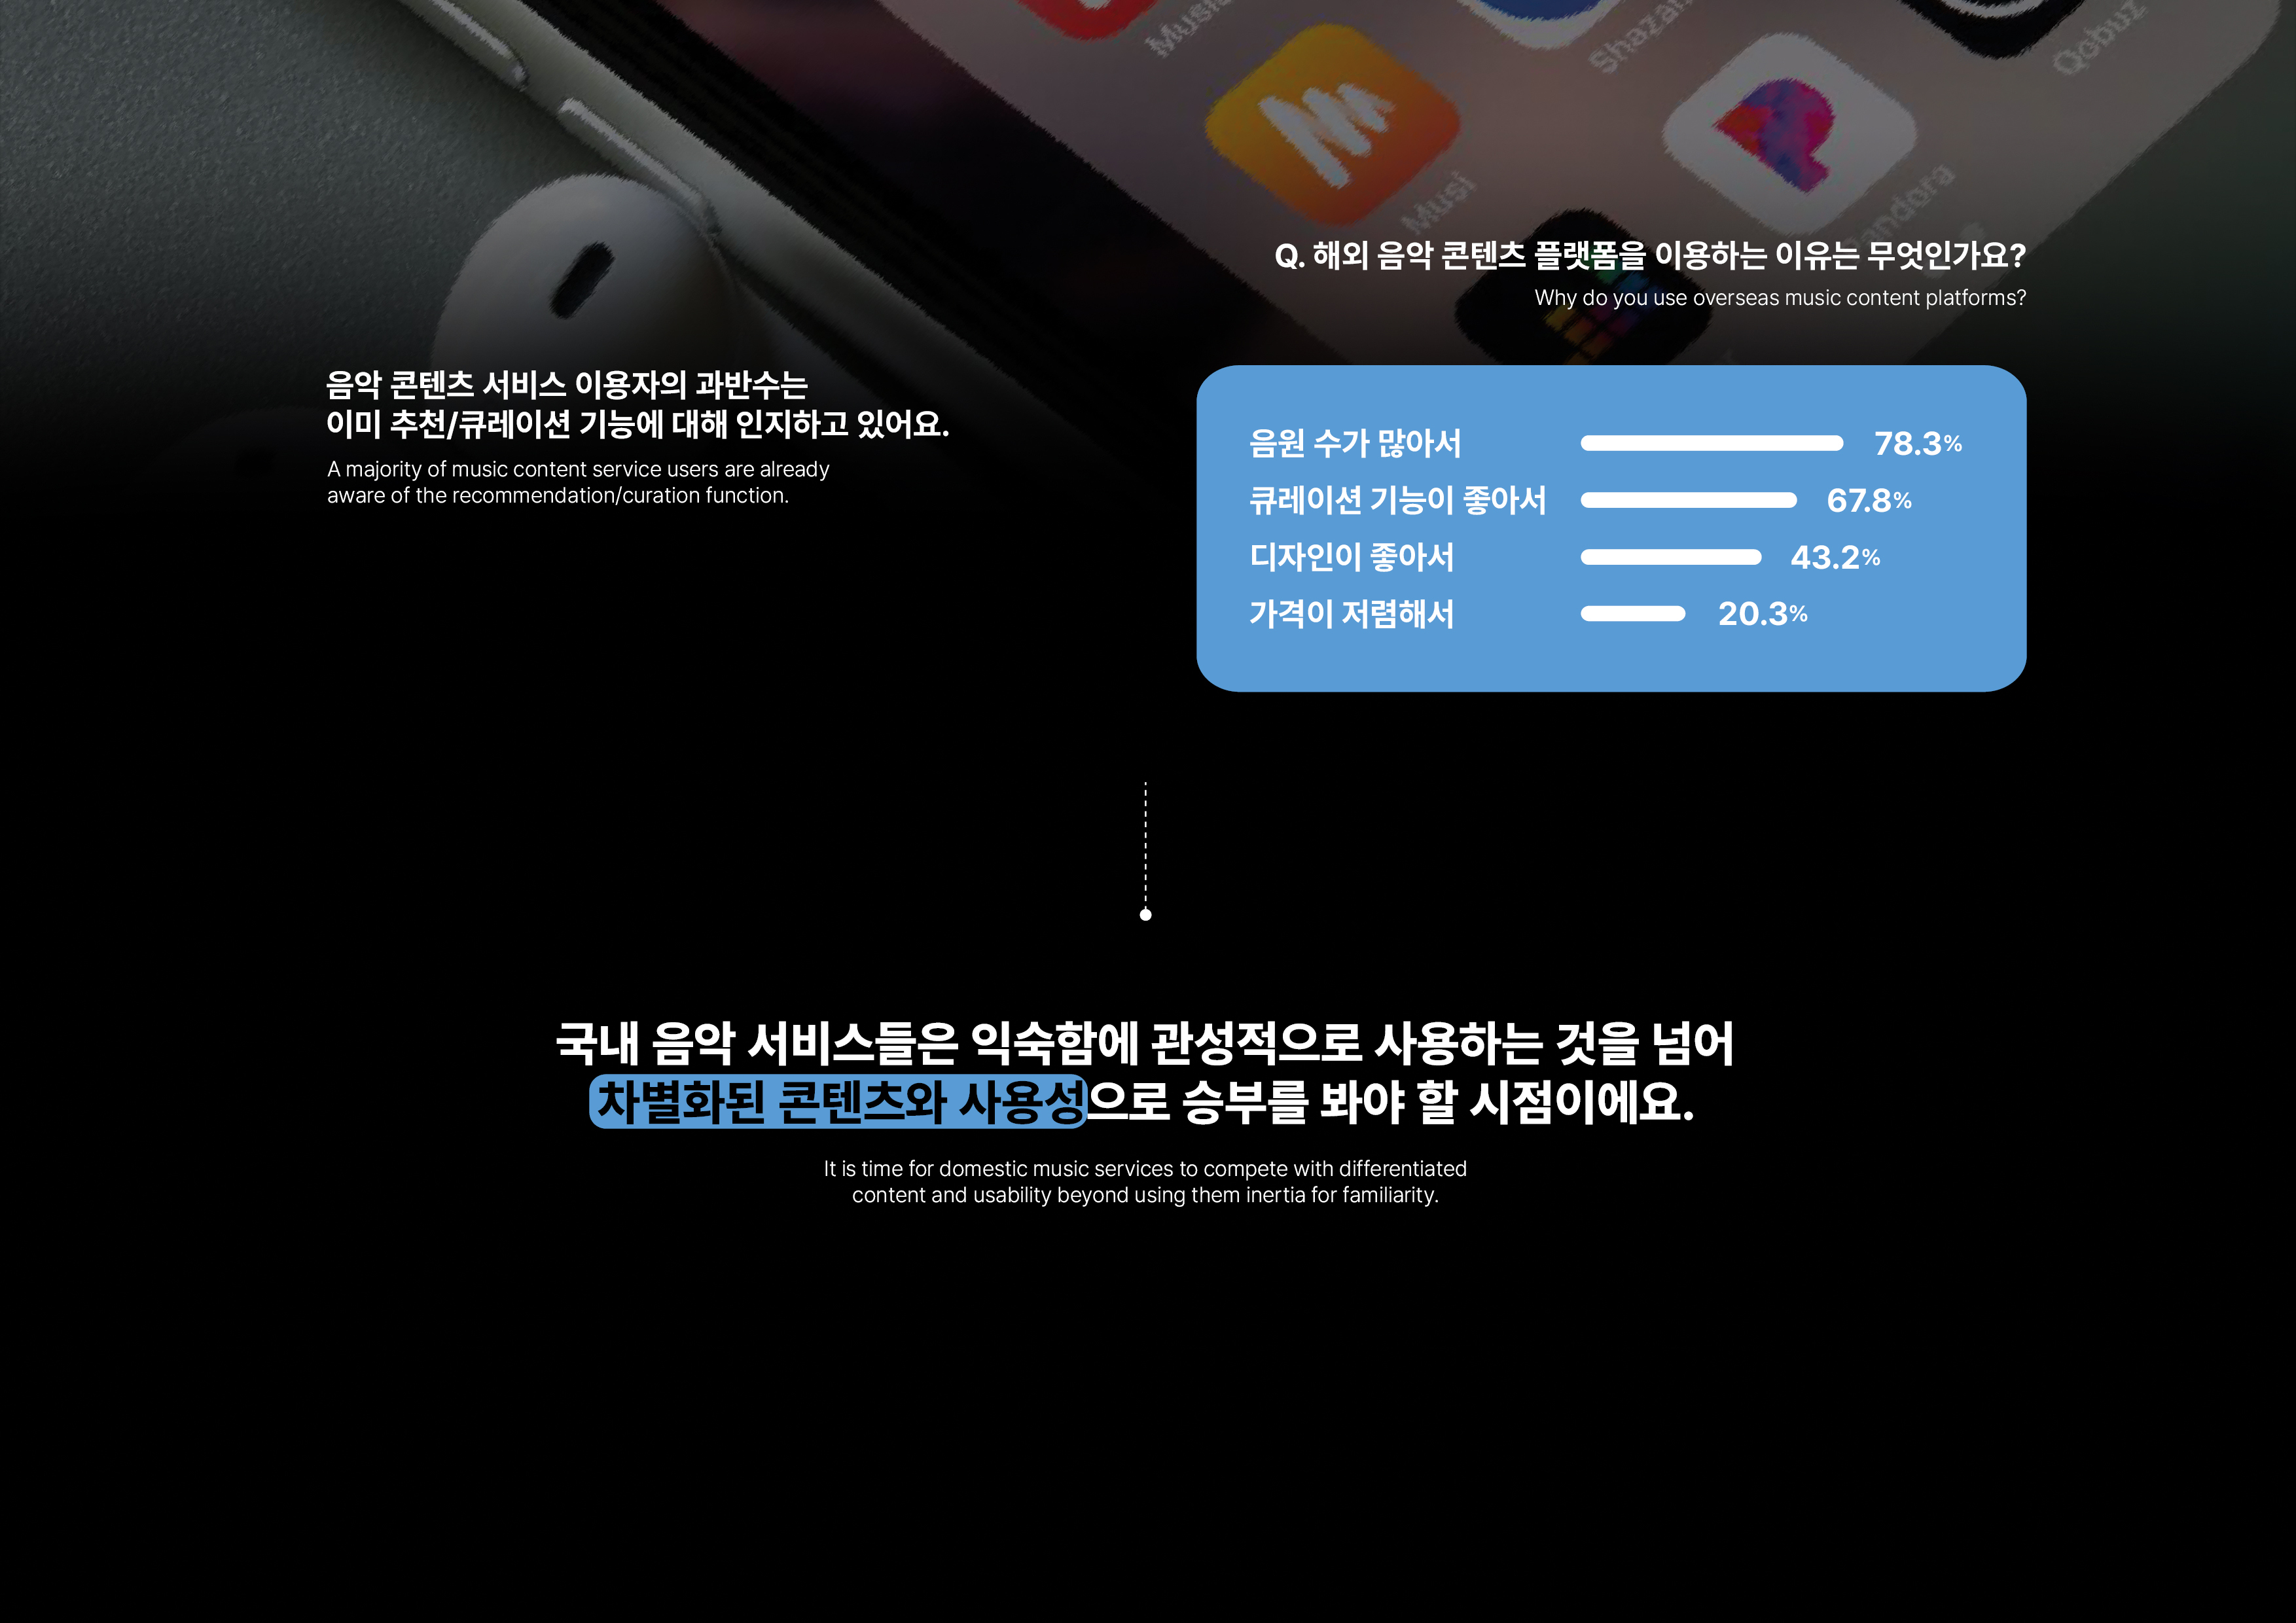 Shazam
Qobuz
Musi
Q. 해외 음악 콘텐츠 플랫폼을 이용하는 이유는 무엇인가요?
Why do you use overseas music content platforms?
음악 콘텐츠 서비스 이용자의 과반수는
이미 추천/큐레이션 기능에 대해 인지하고 있어요.
A majority of music content service users are already
aware of the recommendation/curation function.
음원 수가 많아서 78.3%
큐레이션 기능이 좋아서 67.8%
디자인이 좋아서 43.2%
가격이 저렴해서 20.3%
국내 음악 서비스들은 익숙함에 관성적으로 사용하는 것을 넘어
차별화된 콘텐츠와 사용성으로 승부를 봐야 할 시점이에요.
It is time for domestic music services to compete with differentiated
content and usability beyond using them inertia for familiarity.